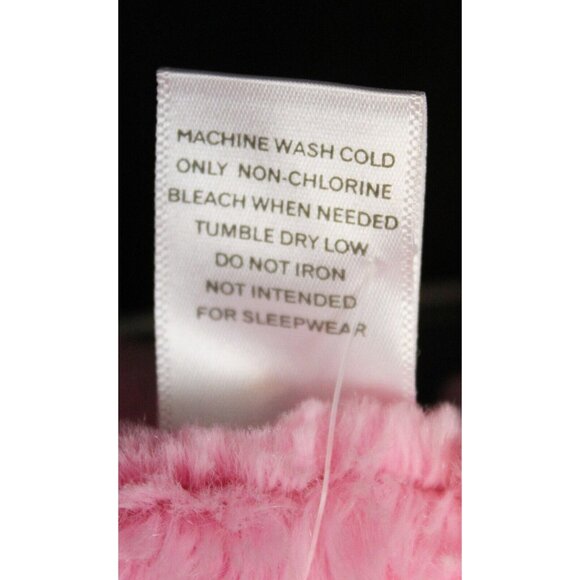 MACHINE WASH COLD
ONLY NON-CHLORINE
BLEACH WHEN NEEDED
TUMBLE DRY LOW
DO NOT IRON
NOT INTENDED
FOR SLEEPWEAR